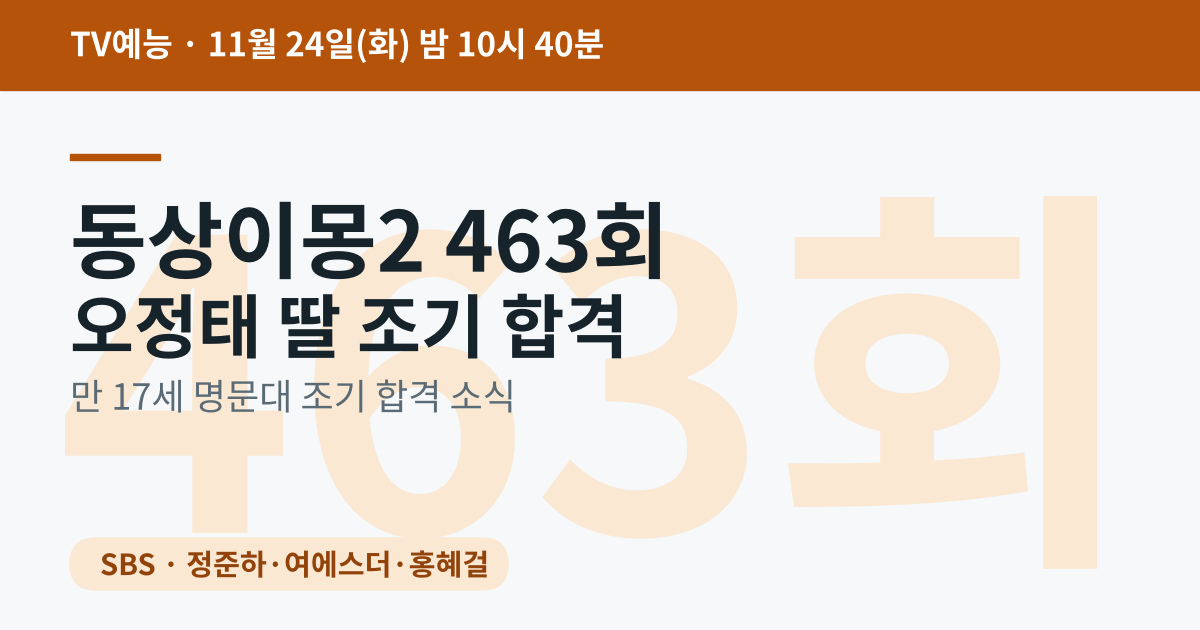 TV예능 · 11월 24일(화) 밤 10시 40분
동상이몽2 463회
오정태 딸 조기 합격
만 17세 명문대 조기 합격 소식
463회
SBS · 정준하·여에스더·홍혜걸